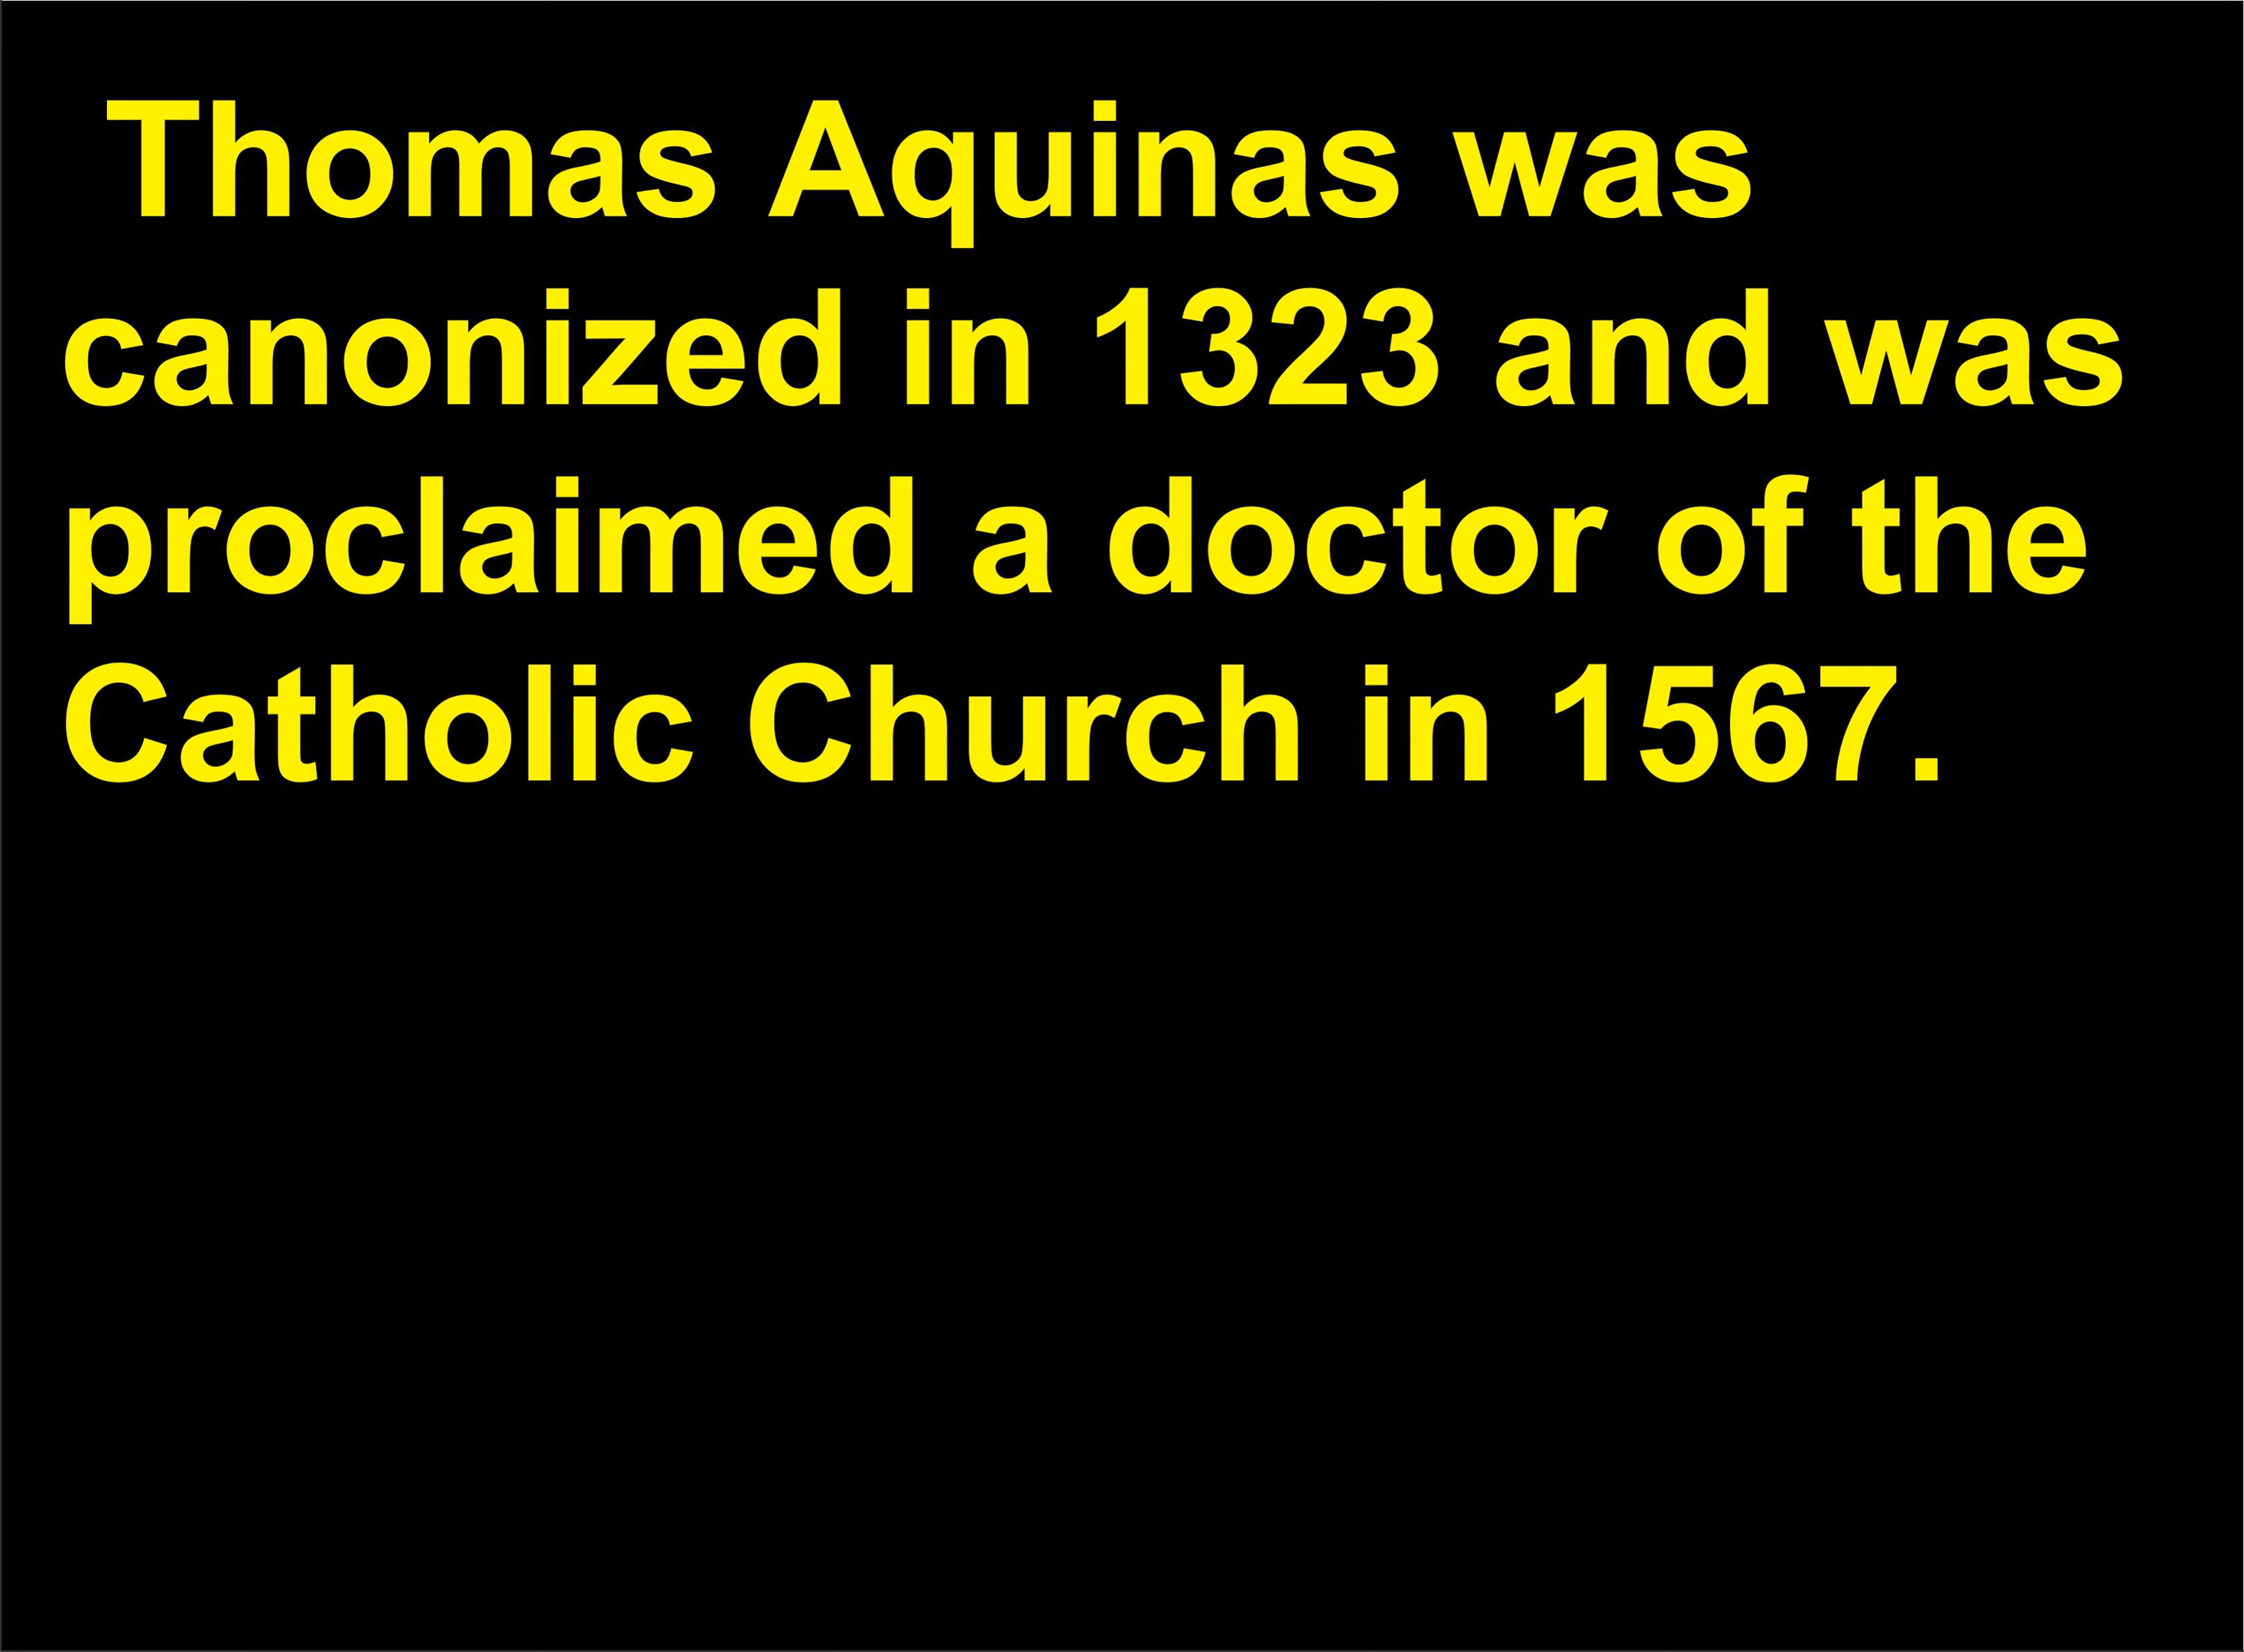 Thomas Aquinas was
canonized in 1323 and was
proclaimed a doctor of the
Catholic Church in 1567.